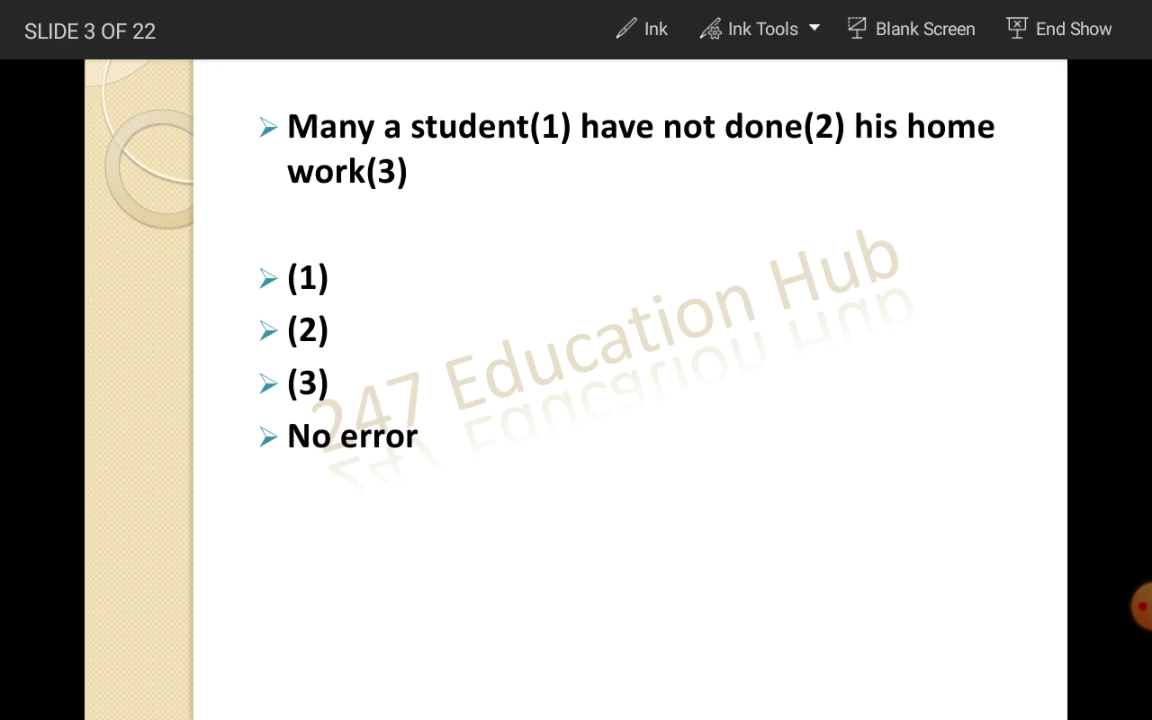 SLIDE 3 OF 22
Ink
Ink Tools
Blank Screen
End Show
Many a student(1) have not done(2) his home
work(3)
(1)
(2)
(3)
No error
247 Education Hub